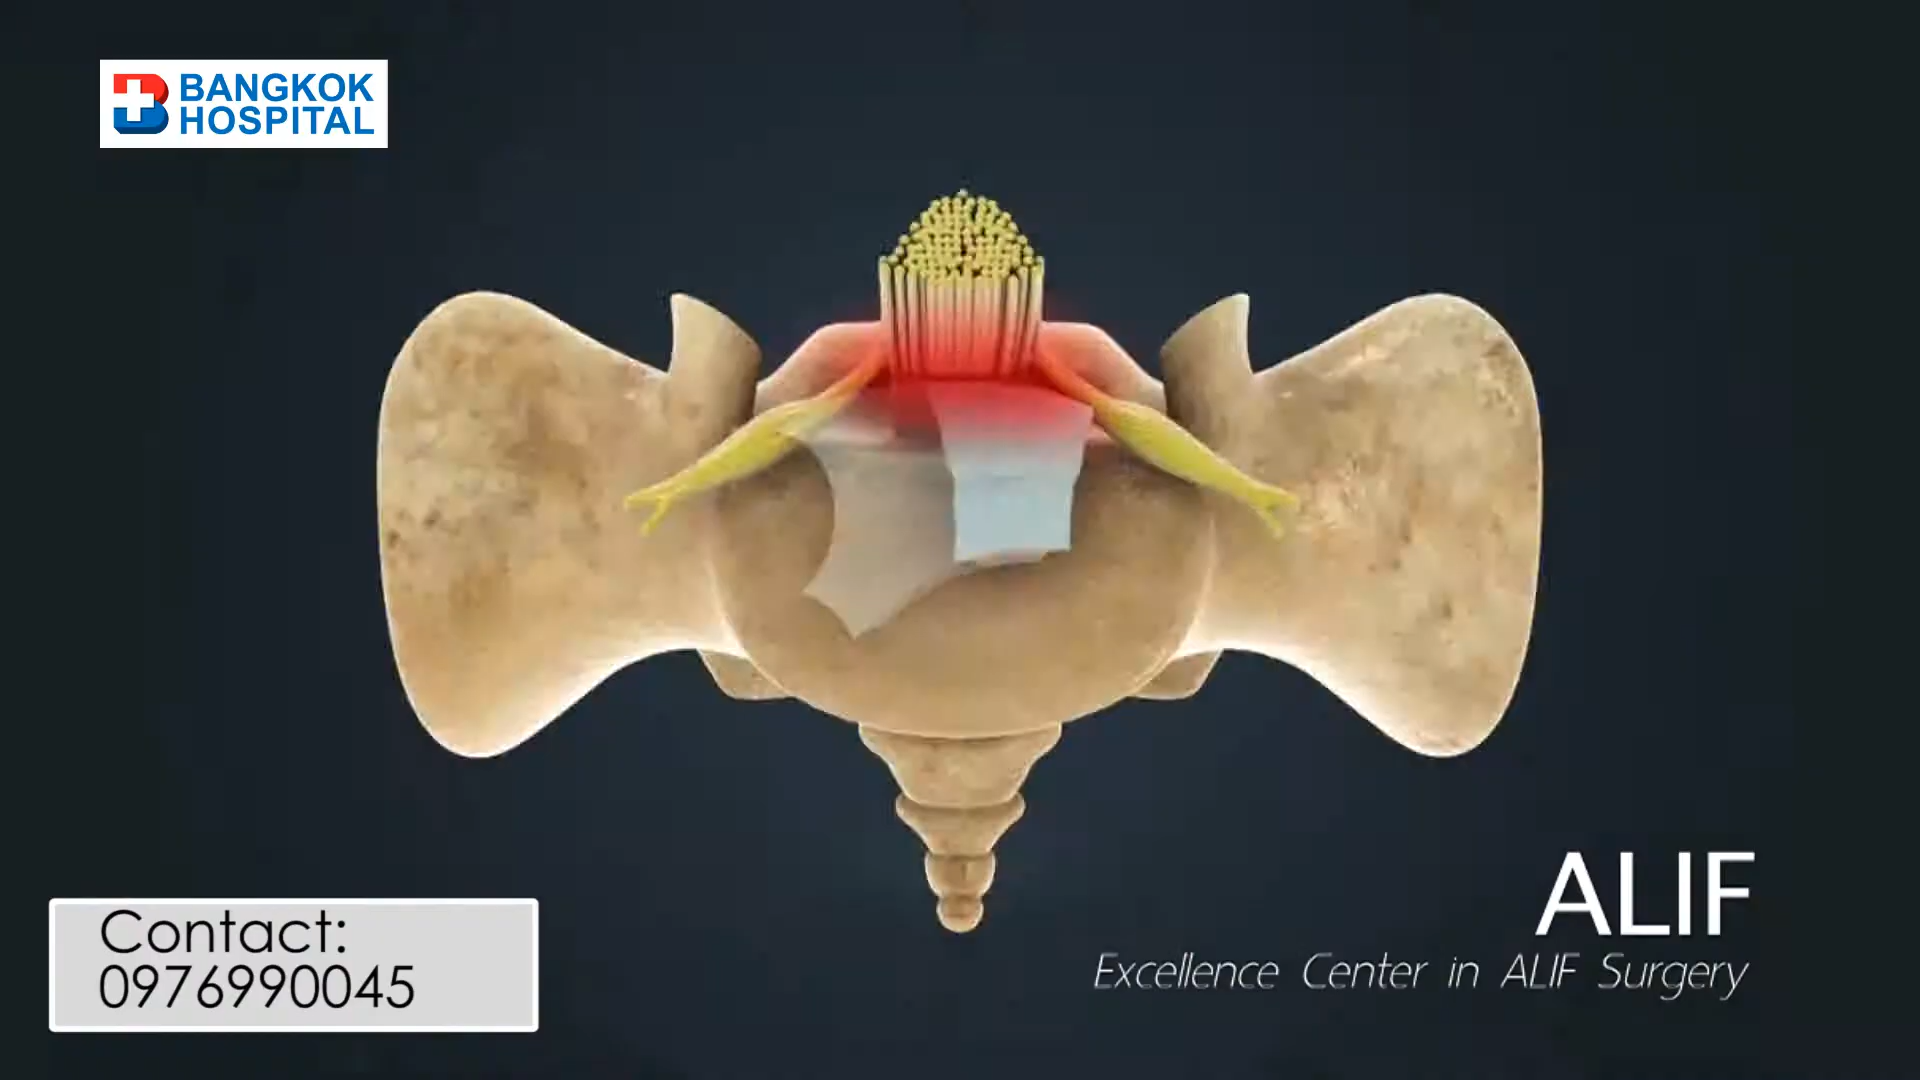 BANGKOK
HOSPITAL
ALIF
Excellence Center in ALIF Surgery
Contact:
0976990045